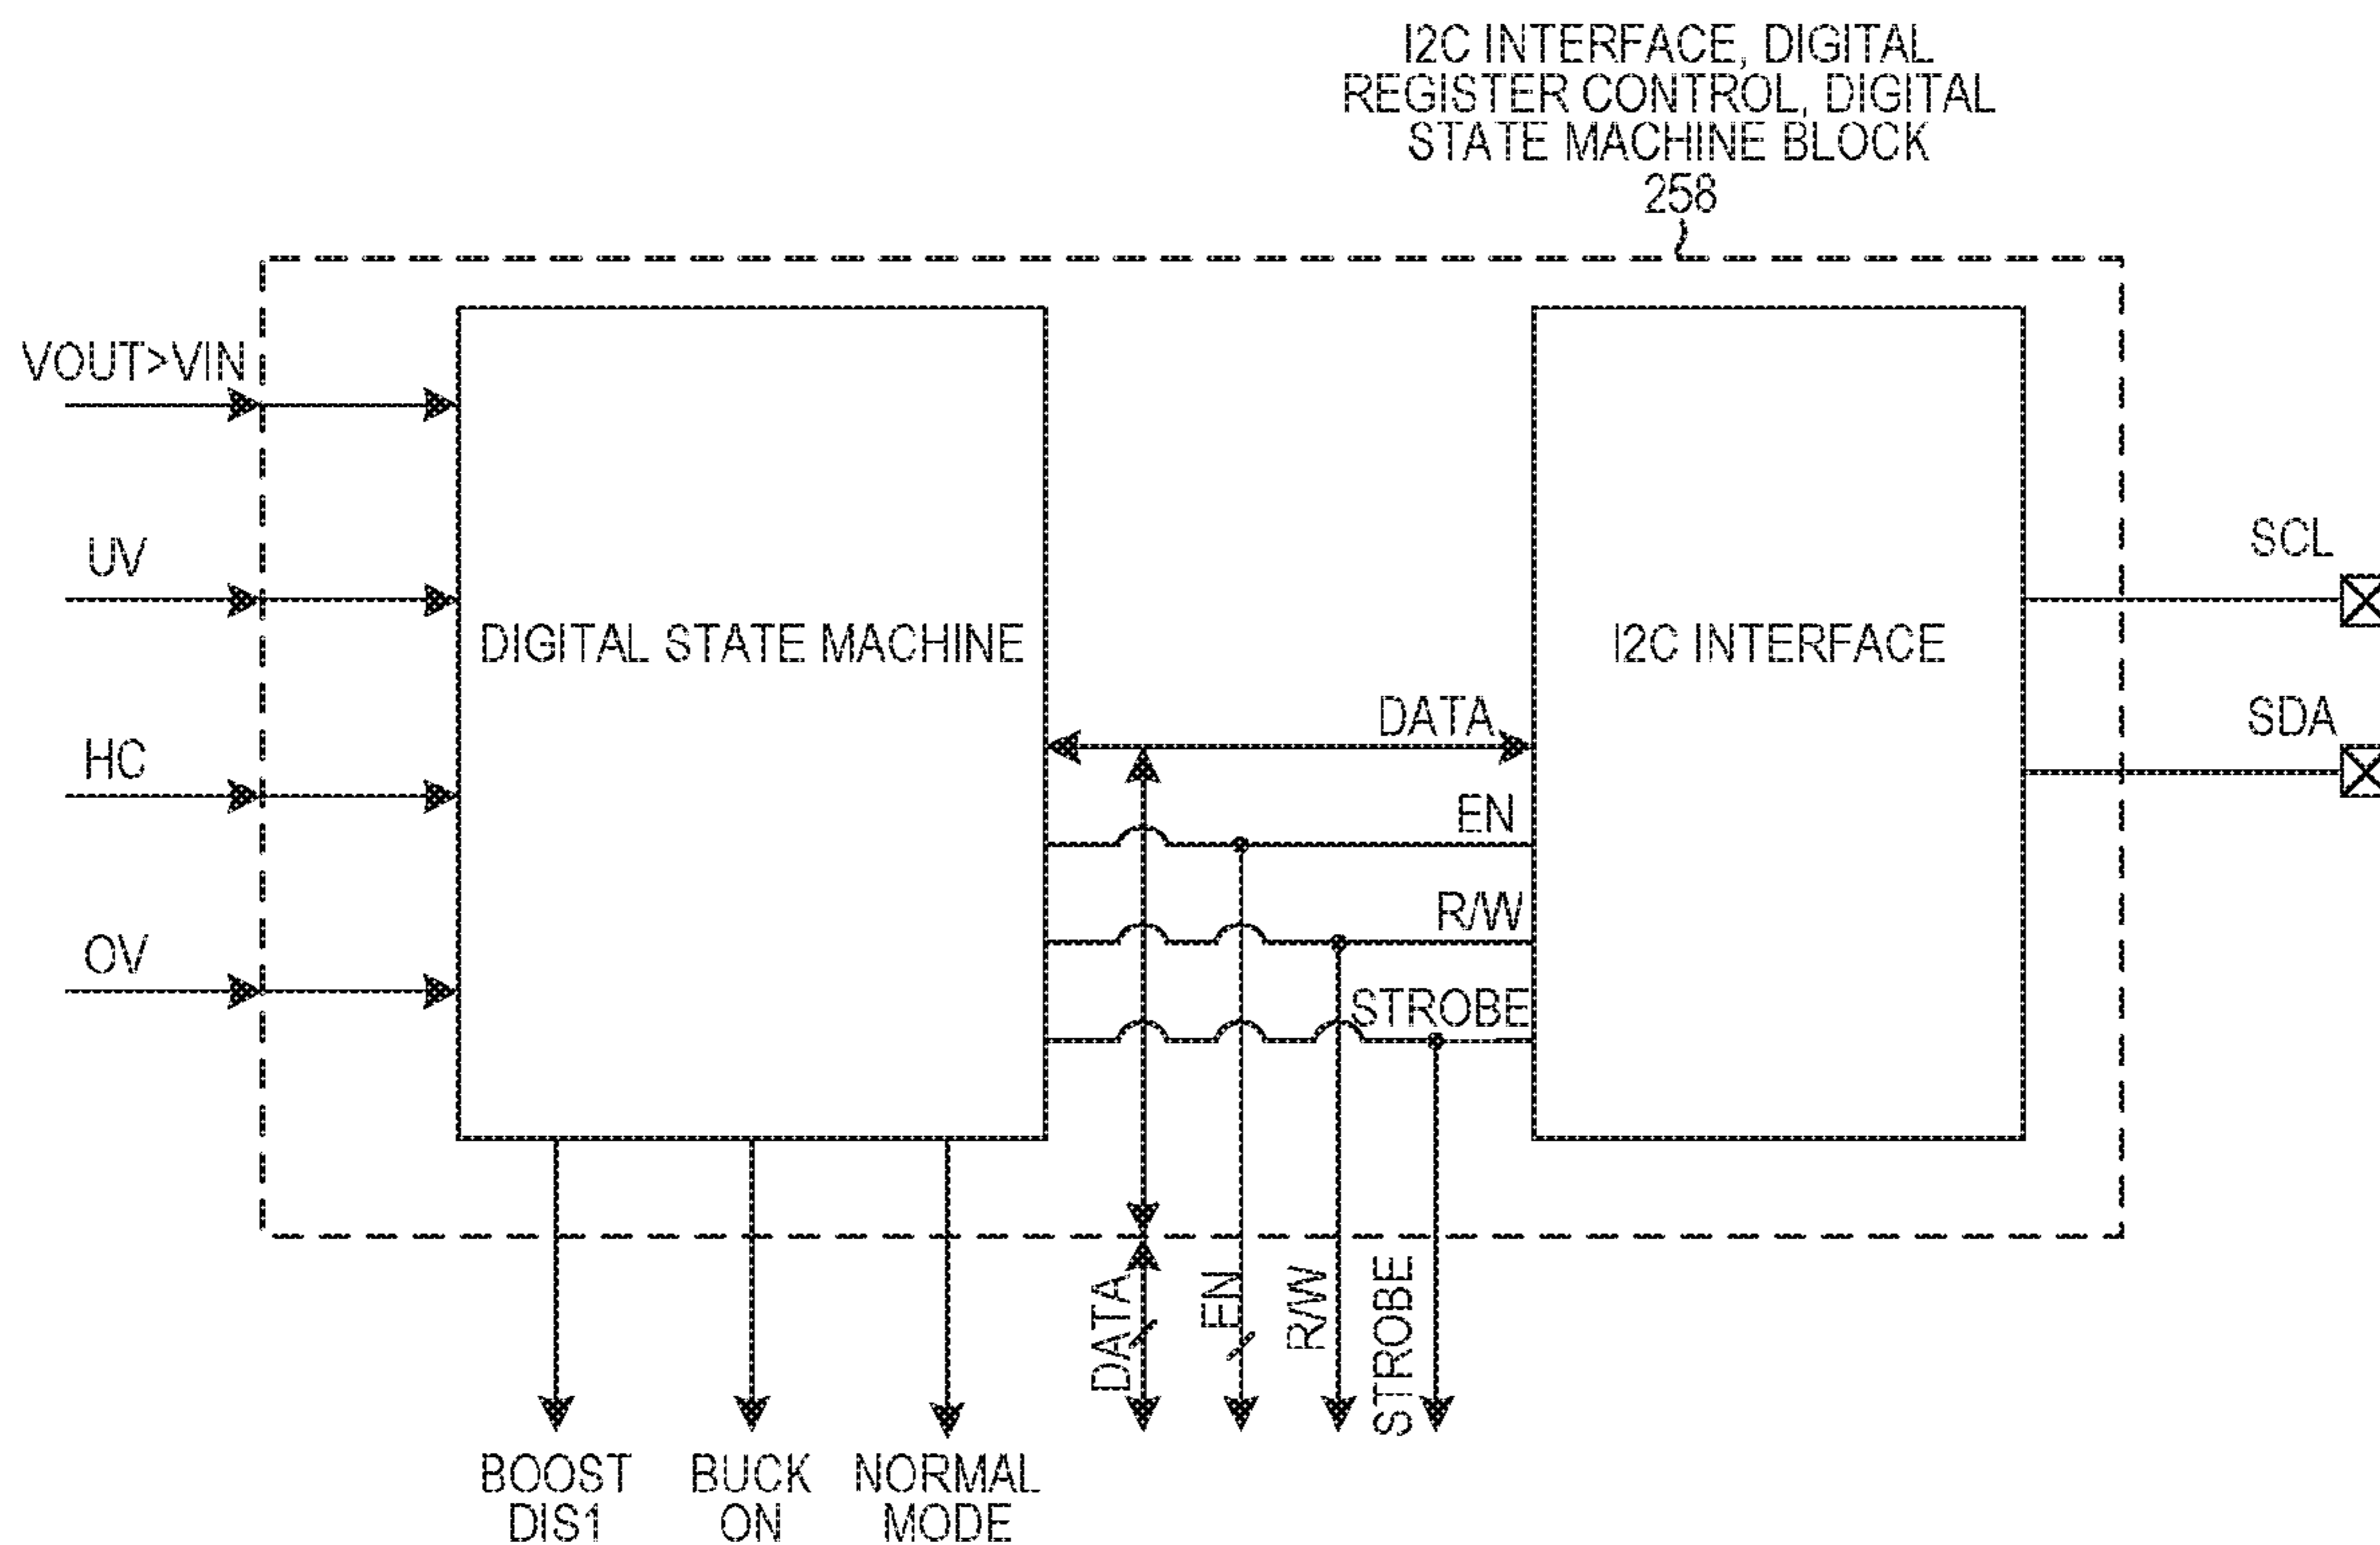 I2C INTERFACE, DIGITAL
REGISTER CONTROL, DIGITAL
STATE MACHINE BLOCK
258
VOUT>VIN
UV
HC
OV
DIGITAL STATE MACHINE
I2C INTERFACE
SCL
SDA
DATA
EN
R/W
STROBE
DATA
EN
R/W
STROBE
BOOST
DIS1
BUCK
ON
NORMAL
MODE